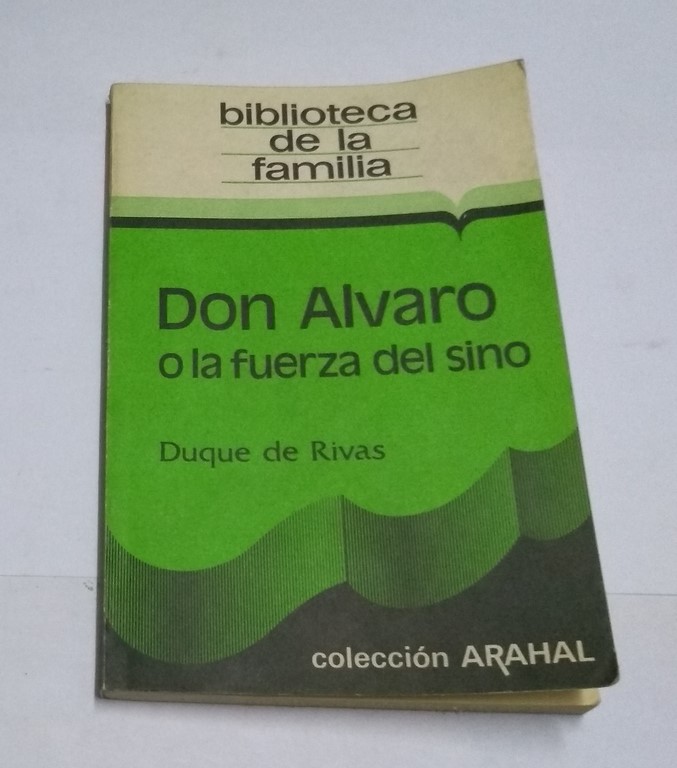 biblioteca
de la
familia
Don Alvaro
o la fuerza del sino
Duque de Rivas
colección ARAHAL